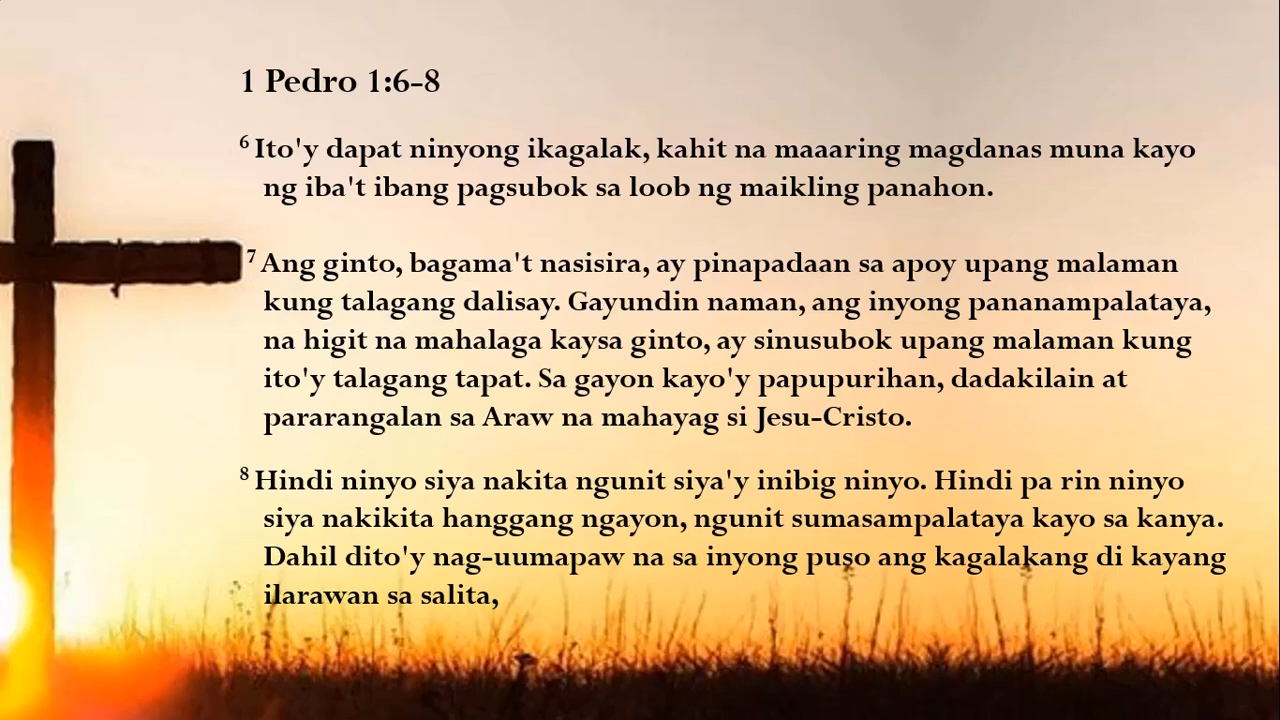 1 Pedro 1:6-8
6 Ito'y dapat ninyong ikagalak, kahit na maaaring magdanas muna kayo
ng iba't ibang pagsubok sa loob ng maikling panahon.
7 Ang ginto, bagama't nasisira, ay pinapadaan sa apoy upang malaman
kung talagang dalisay. Gayundin naman, ang inyong pananampalataya,
na higit na mahalaga kaysa ginto, ay sinusubok upang malaman kung
ito'y talagang tapat. Sa gayon kayo'y papupurihan, dadakilain at
pararangalan sa Araw na mahayag si Jesu-Cristo.
8 Hindi ninyo siya nakita ngunit siya'y inibig ninyo. Hindi pa rin ninyo
siya nakikita hanggang ngayon, ngunit sumasampalataya kayo sa kanya.
Dahil dito'y nag-uumapaw na sa inyong puso ang kagalakang di kayang
ilarawan sa salita,